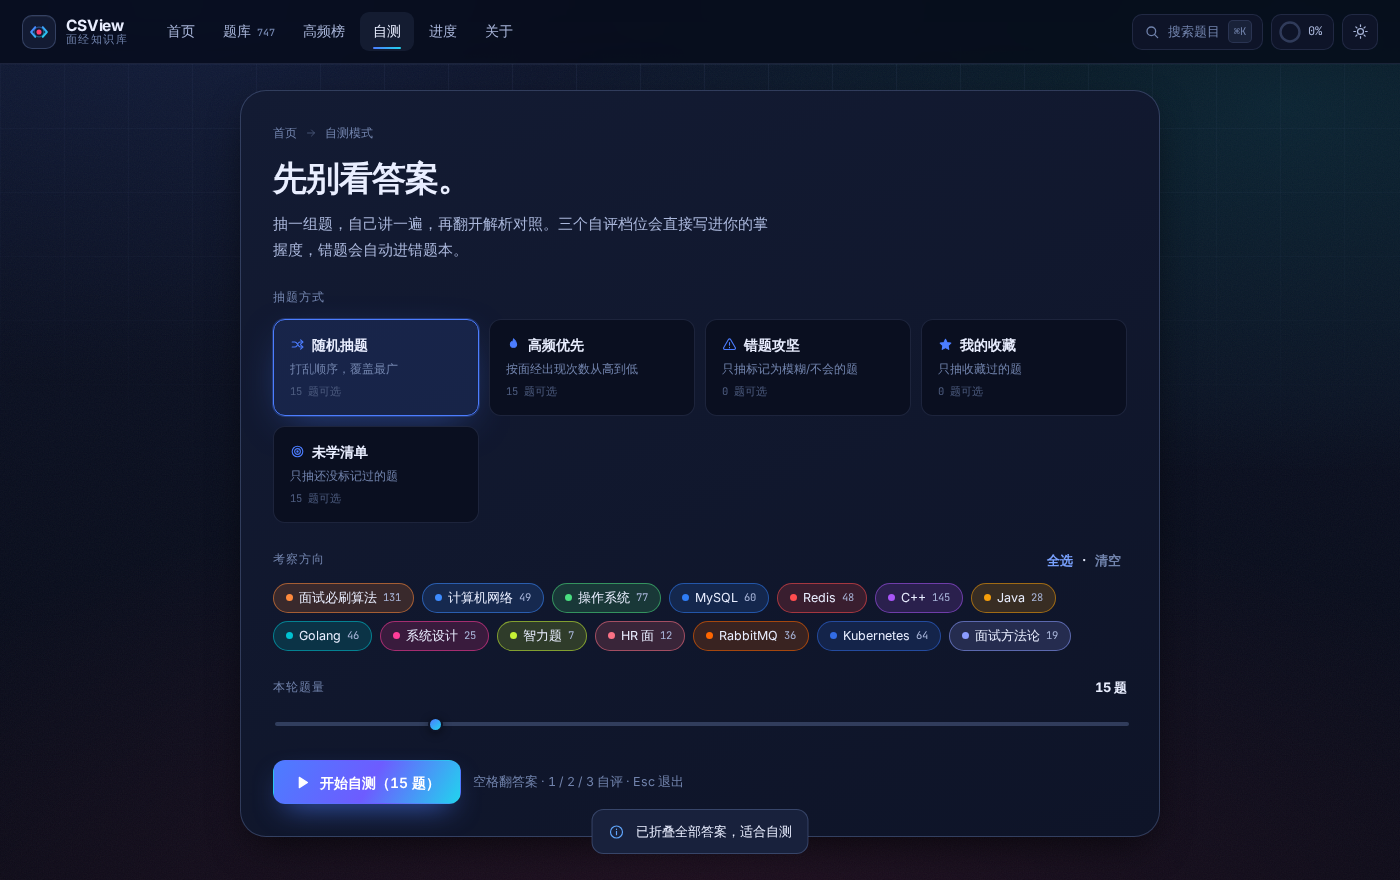 CSView
面经知识库
首页 题库 747 高频榜 自测 进度 关于
搜索题目 ⌘K 0%
首页 → 自测模式
先别看答案。
抽一组题，自己讲一遍，再翻开解析对照。三个自评档位会直接写进你的掌
握度，错题会自动进错题本。
抽题方式
随机抽题
打乱顺序，覆盖最广
15 题可选
高频优先
按面经出现次数从高到低
15 题可选
错题攻坚
只抽标记为模糊/不会的题
0 题可选
我的收藏
只抽收藏过的题
0 题可选
未学清单
只抽还没标记过的题
15 题可选
考察方向 全选 · 清空
面试必刷算法 131 计算机网络 49 操作系统 77 MySQL 60 Redis 48 C++ 145 Java 28
Golang 46 系统设计 25 智力题 7 HR 面 12 RabbitMQ 36 Kubernetes 64 面试方法论 19
本轮题量 15 题
开始自测（15 题） 空格翻答案 · 1 / 2 / 3 自评 · Esc 退出
已折叠全部答案，适合自测